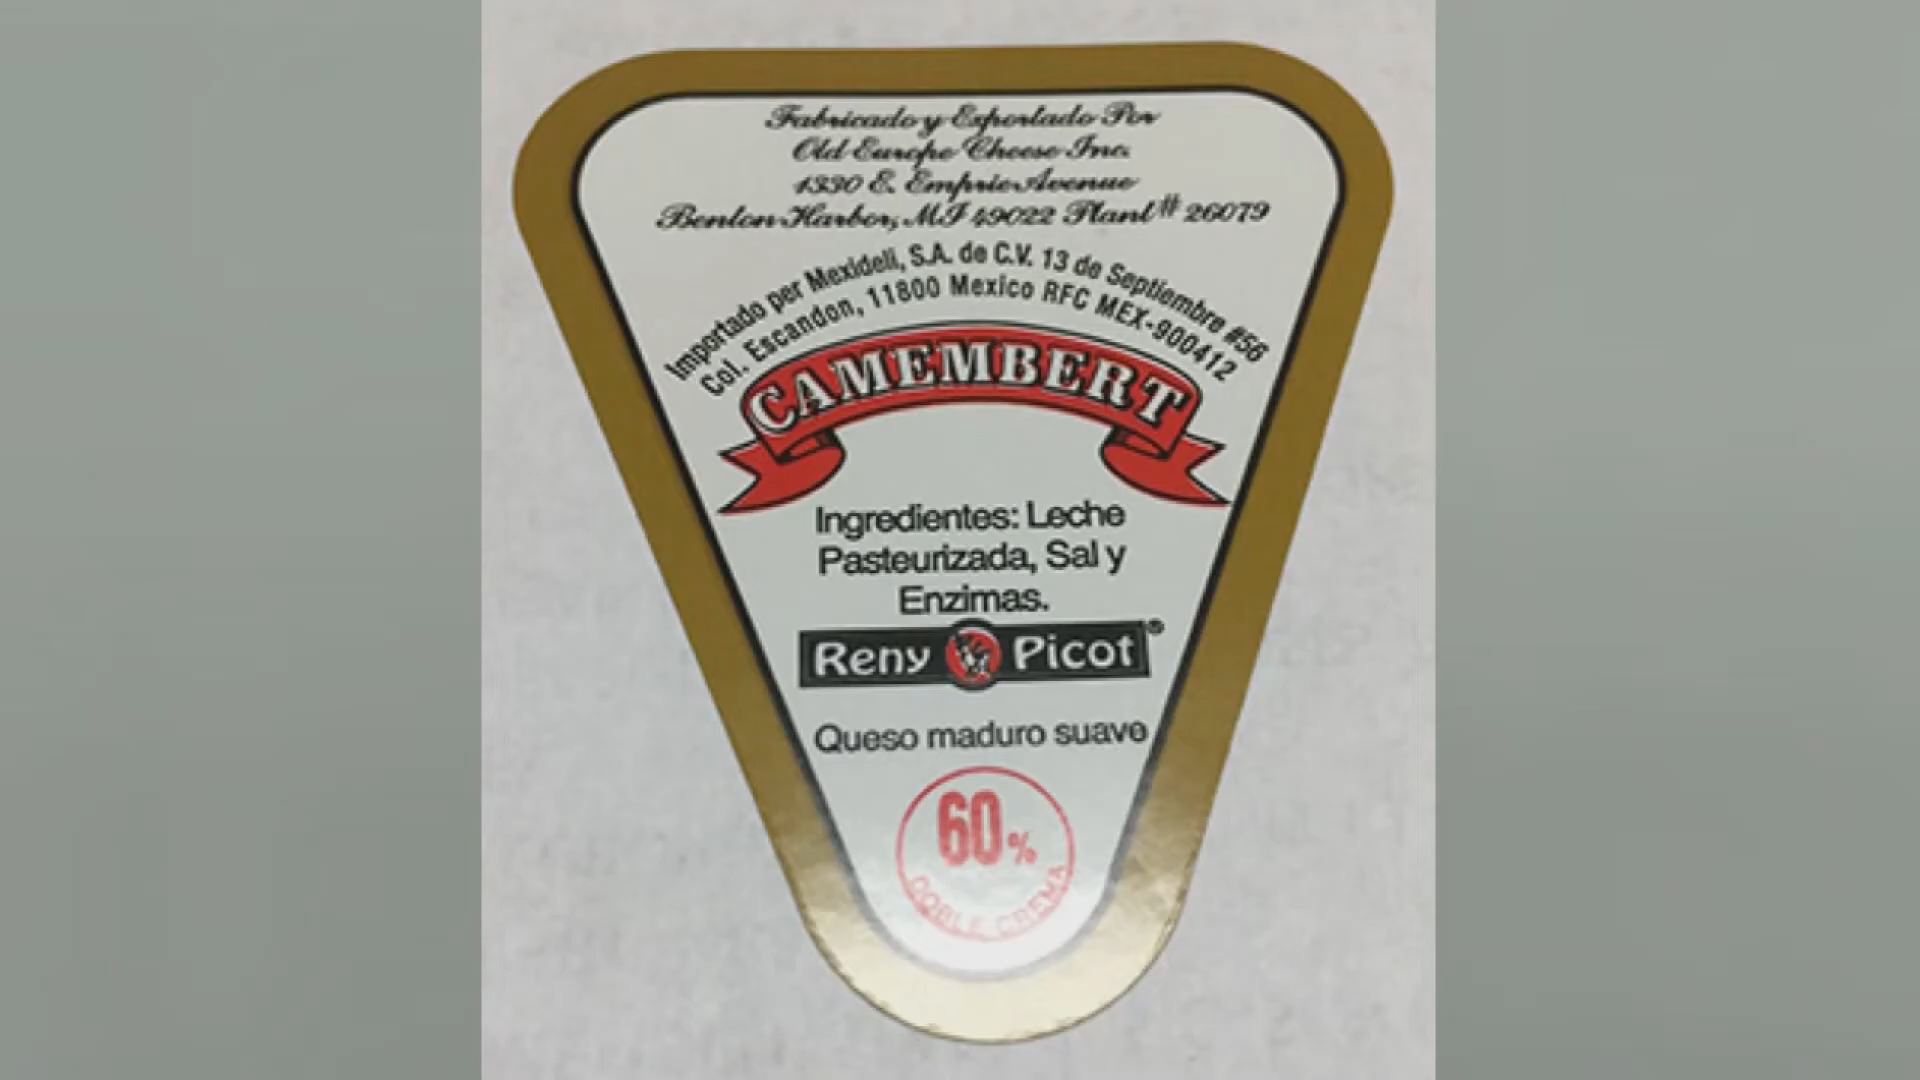 Fabricado y Exportado Por
Old Europe Cheese Inc.
1330 E. Emprie Avenue
Benton Harbor, MI 49022 Plant # 26079
Importado per Mexideli, S.A. de C.V. 13 de Septiembre #56
Col. Escandon, 11800 Mexico RFC MEX-900412
CAMEMBERT
Ingredientes: Leche
Pasteurizada, Sal y
Enzimas.
Reny Picot®
Queso maduro suave
60%
DOBLE CREMA